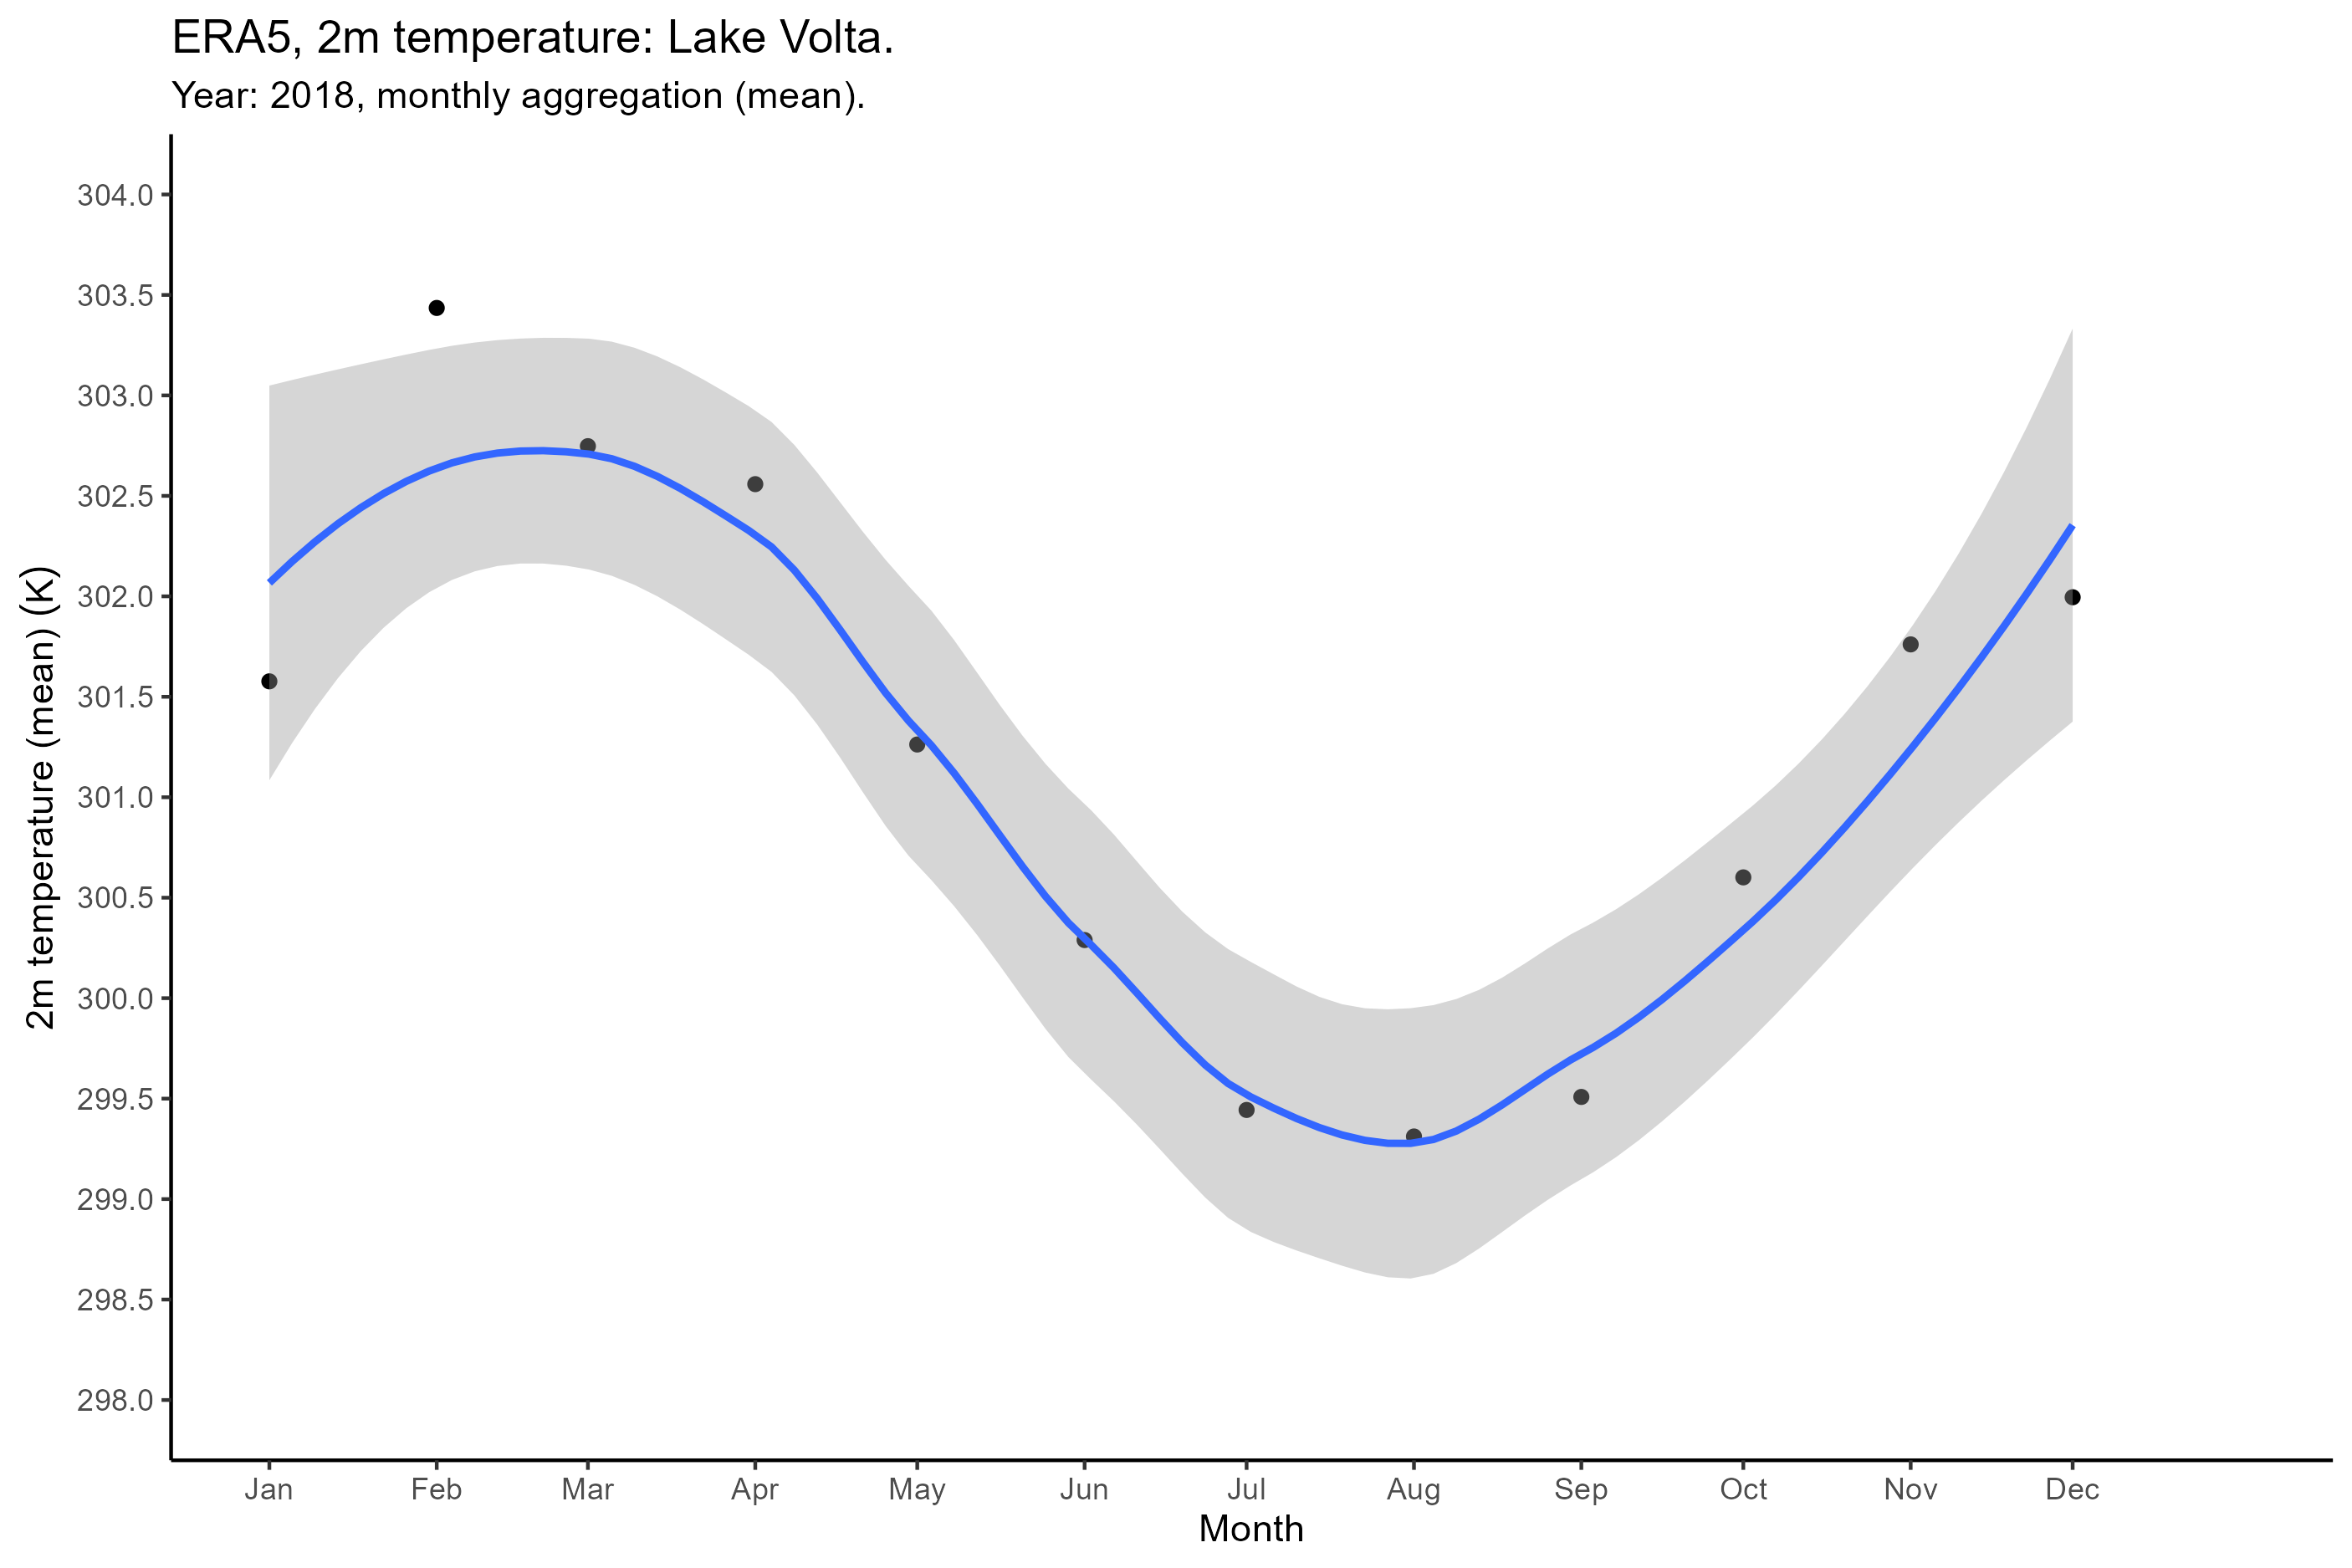 ERA5, 2m temperature: Lake Volta.
Year: 2018, monthly aggregation (mean).
2m temperature (mean) (K)
304.0
303.5
303.0
302.5
302.0
301.5
301.0
300.5
300.0
299.5
299.0
298.5
298.0
Jan Feb Mar Apr May Jun Jul Aug Sep Oct Nov Dec
Month